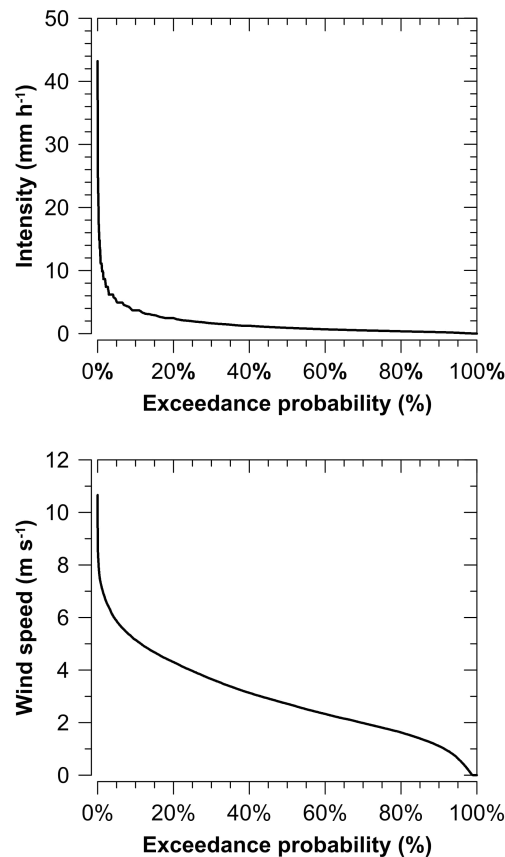 50
40
30
20
10
0
Intensity (mm h-1)
0% 20% 40% 60% 80% 100%
Exceedance probability (%)
12
10
8
6
4
2
0
Wind speed (m s-1)
0% 20% 40% 60% 80% 100%
Exceedance probability (%)